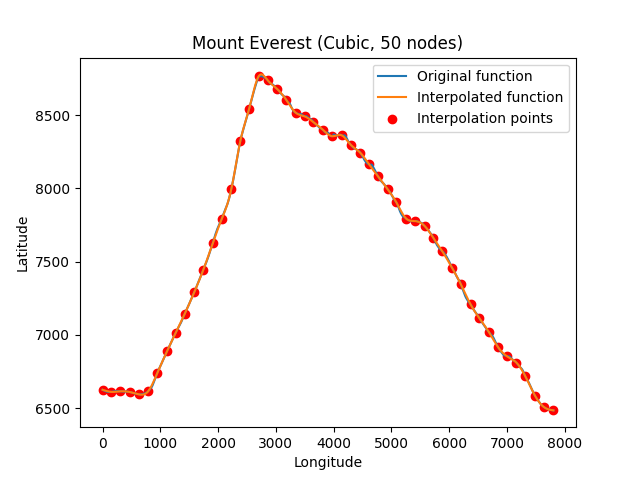 Mount Everest (Cubic, 50 nodes)
Original function
Interpolated function
Interpolation points
8500
8000
7500
7000
6500
Latitude
0
1000
2000
3000
4000
5000
6000
7000
8000
Longitude